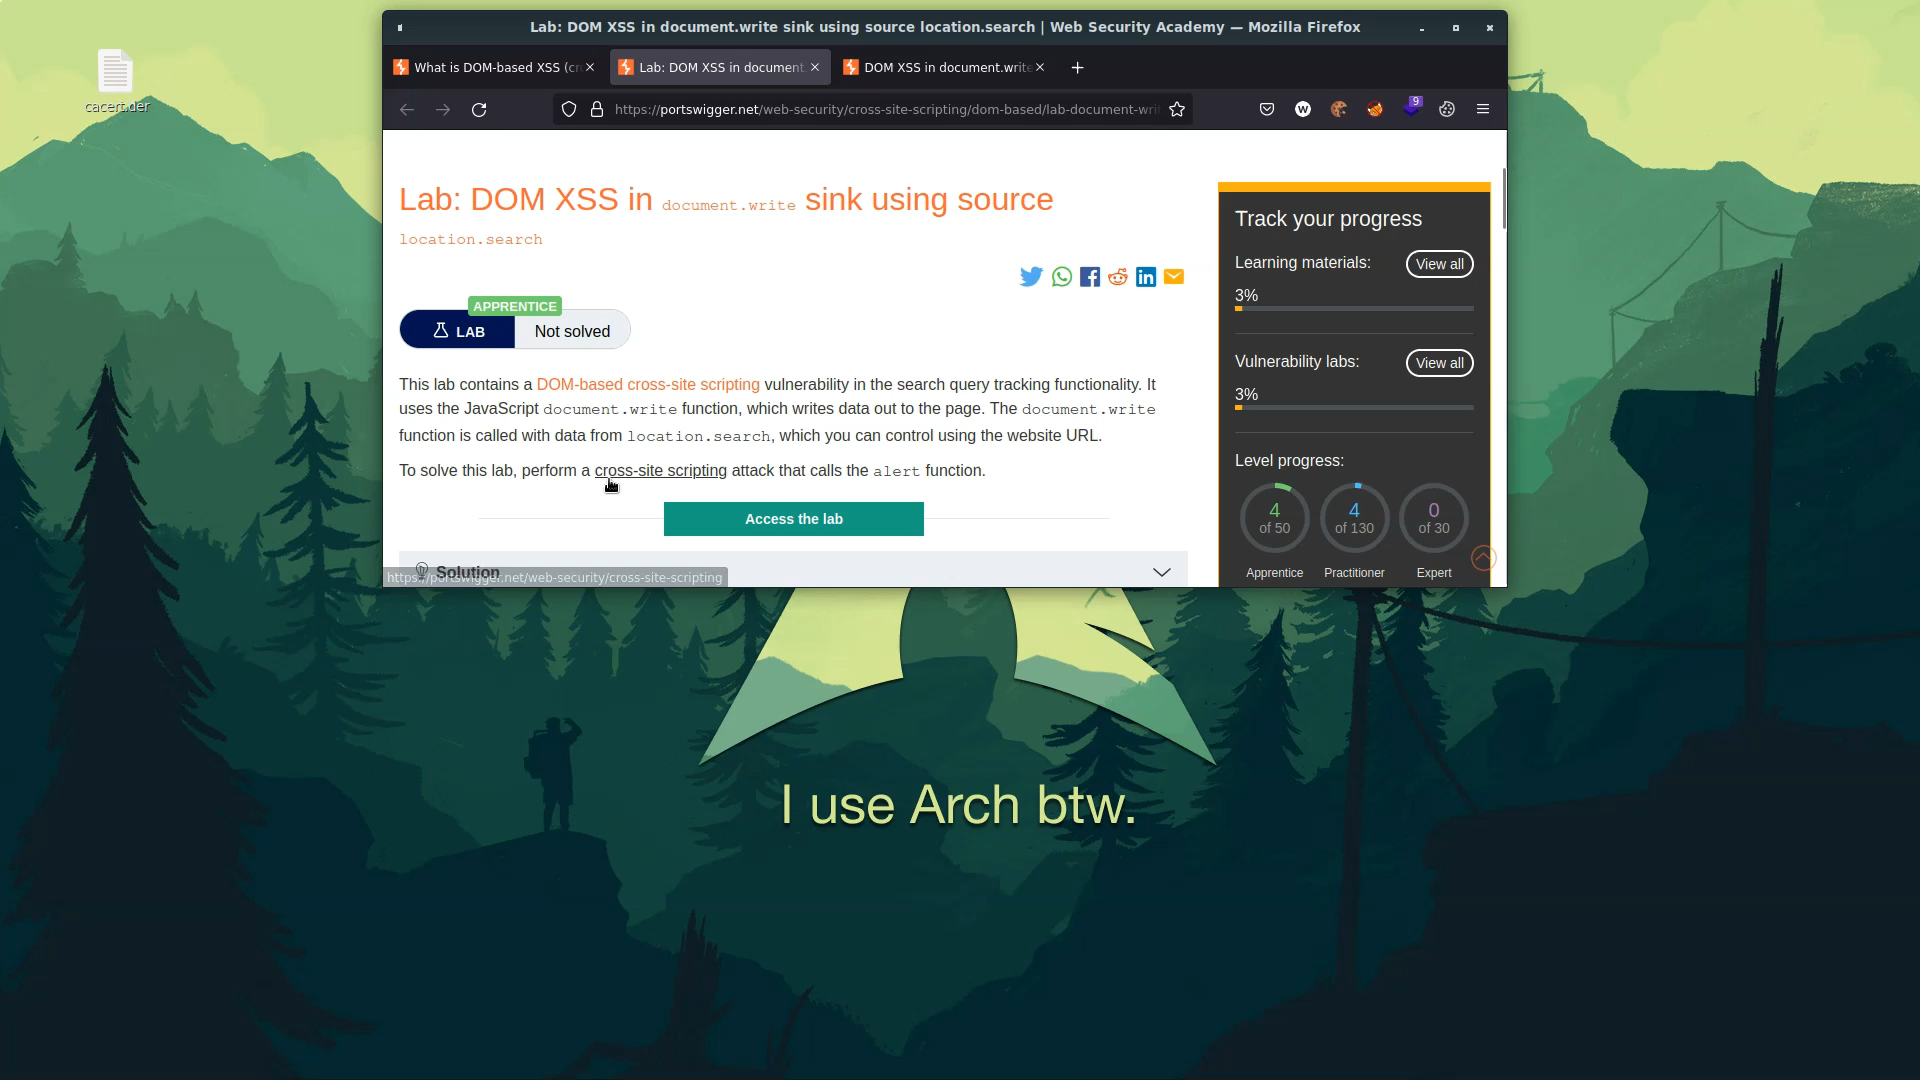 cacert.der
Lab: DOM XSS in document.write sink using source location.search | Web Security Academy — Mozilla Firefox
What is DOM-based XSS (cr
Lab: DOM XSS in document.
DOM XSS in document.write
https://portswigger.net/web-security/cross-site-scripting/dom-based/lab-document-wri
W
9
Lab: DOM XSS in document.write sink using source
location.search
APPRENTICE
LAB
Not solved
This lab contains a DOM-based cross-site scripting vulnerability in the search query tracking functionality. It
uses the JavaScript document.write function, which writes data out to the page. The document.write
function is called with data from location.search, which you can control using the website URL.
To solve this lab, perform a cross-site scripting attack that calls the alert function.
Access the lab
Solution
https://portswigger.net/web-security/cross-site-scripting
Track your progress
Learning materials:
View all
3%
Vulnerability labs:
View all
3%
Level progress:
4
of 50
4
of 130
0
of 30
Apprentice
Practitioner
Expert
I use Arch btw.